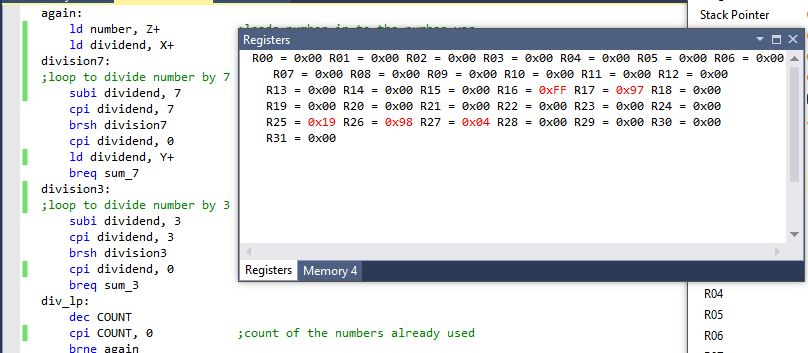 again:
Stack Pointer
ld number, Z+
ld dividend, X+
division7:
;loop to divide number by 7
subi dividend, 7
cpi dividend, 7
brsh division7
cpi dividend, 0
ld dividend, Y+
breq sum_7
division3:
;loop to divide number by 3
subi dividend, 3
cpi dividend, 3
brsh division3
cpi dividend, 0
breq sum_3
div_lp:
dec COUNT
cpi COUNT, 0 ;count of the numbers already used
brne again
Registers
R00 = 0x00 R01 = 0x00 R02 = 0x00 R03 = 0x00 R04 = 0x00 R05 = 0x00 R06 = 0x00
R07 = 0x00 R08 = 0x00 R09 = 0x00 R10 = 0x00 R11 = 0x00 R12 = 0x00
R13 = 0x00 R14 = 0x00 R15 = 0x00 R16 = 0xFF R17 = 0x97 R18 = 0x00
R19 = 0x00 R20 = 0x00 R21 = 0x00 R22 = 0x00 R23 = 0x00 R24 = 0x00
R25 = 0x19 R26 = 0x98 R27 = 0x04 R28 = 0x00 R29 = 0x00 R30 = 0x00
R31 = 0x00
Registers Memory 4
R04
R05
R06